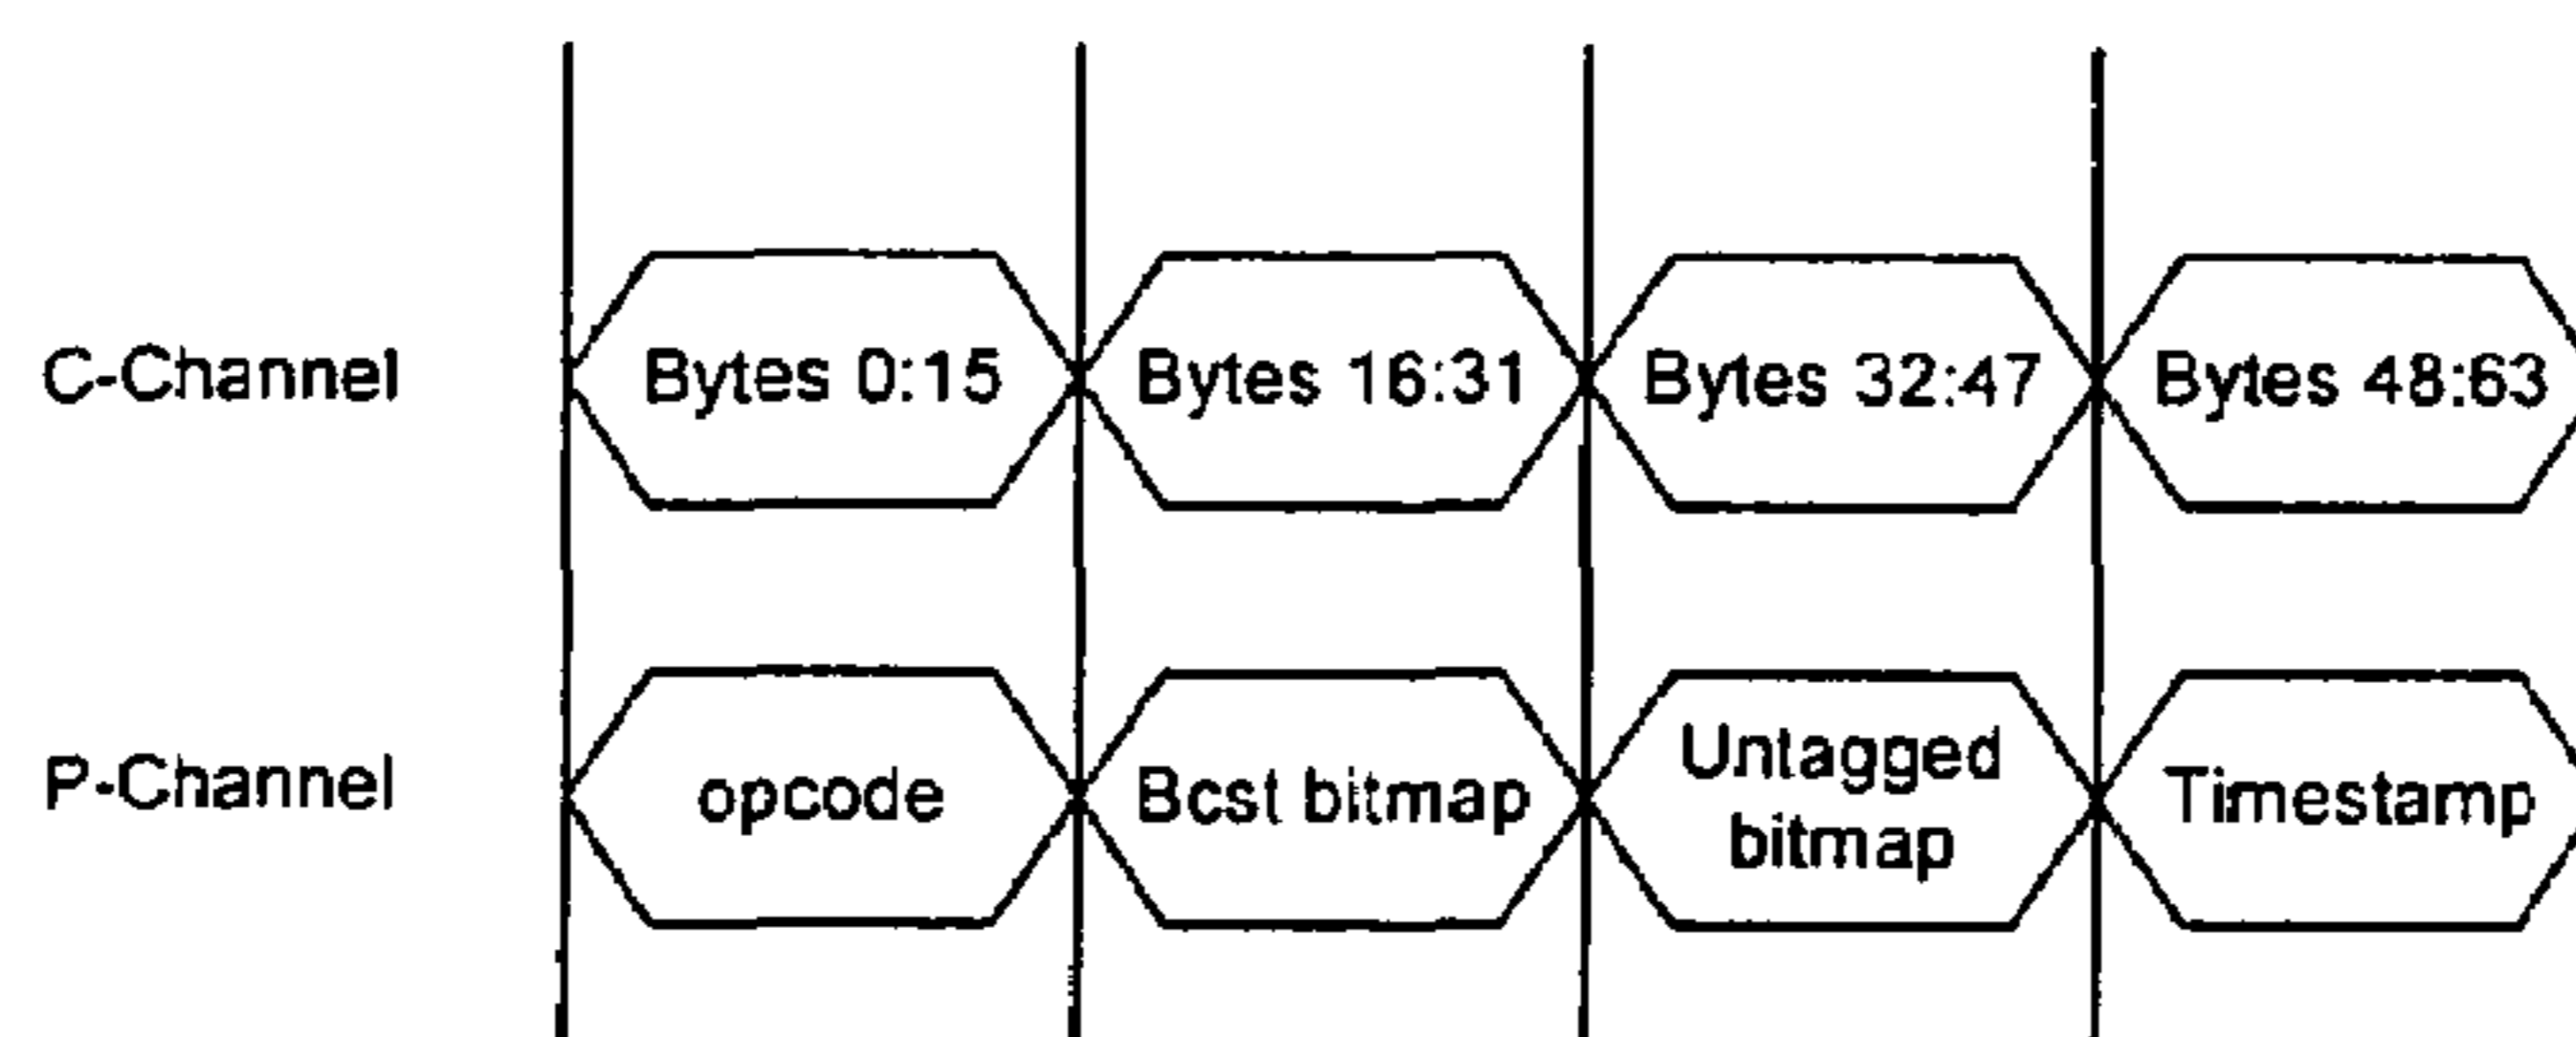 C-Channel
Bytes 0:15
Bytes 16:31
Bytes 32:47
Bytes 48:63
P-Channel
opcode
Bcst bitmap
Untagged
bitmap
Timestamp